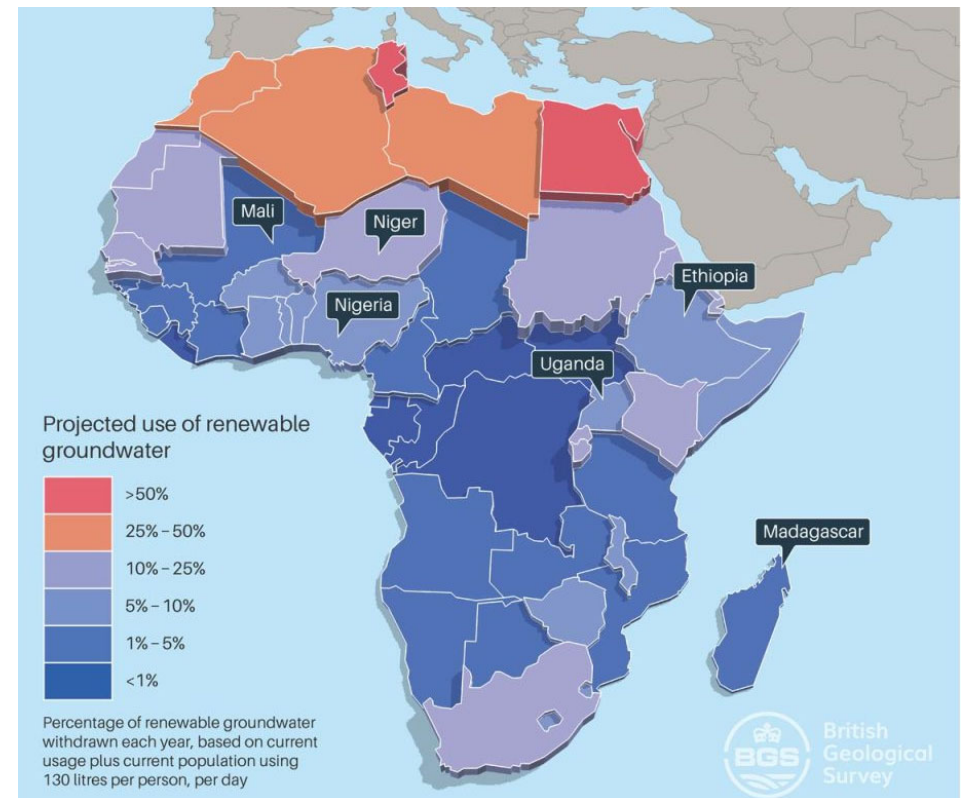 Mali
Niger
Ethiopia
Nigeria
Uganda
Projected use of renewable
groundwater
>50%
25% – 50%
10% – 25%
5% – 10%
1% – 5%
<1%
Madagascar
Percentage of renewable groundwater
withdrawn each year, based on current
usage plus current population using
130 litres per person, per day
BGS
British
Geological
Survey